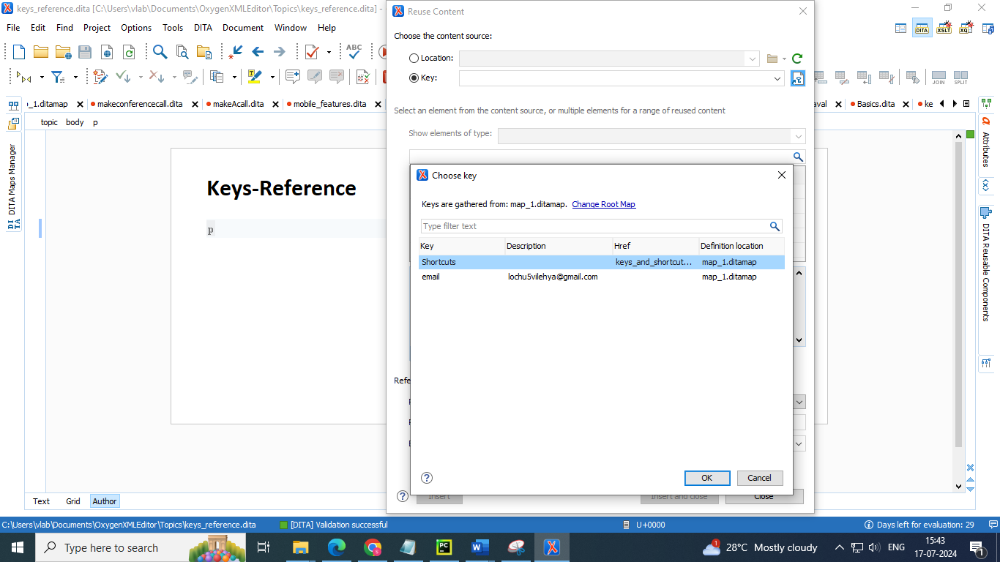 keys_reference.dita [C:\Users\vlab\Documents\OxygenXMLEditor\Topics\keys_reference.dita] -
File Edit Find Project Options Tools DITA Document Window Help
_1.ditamap makeconferencecall.dita makeAcall.dita mobile_features.dita
topic body p
DITA Maps Manager
Keys-Reference
p
Text Grid Author
Reuse Content
Choose the content source:
Location:
Key:
Select an element from the content source, or multiple elements for a range of reused content
Show elements of type:
Refe
Insert Insert and close Close
Choose key
Keys are gathered from: map_1.ditamap. Change Root Map
Type filter text
Key Description Href Definition location
Shortcuts keys_and_shortcut... map_1.ditamap
email lochu5vilehya@gmail.com map_1.ditamap
OK Cancel
DITA XSLT XQ
JOIN SPLIT
aval Basics.dita ke
Attributes
DITA Reusable Components
C:\Users\vlab\Documents\OxygenXMLEditor\Topics\keys_reference.dita [DITA] Validation successful U+0000 Days left for evaluation: 29
Type here to search
28°C Mostly cloudy ENG 15:43
17-07-2024